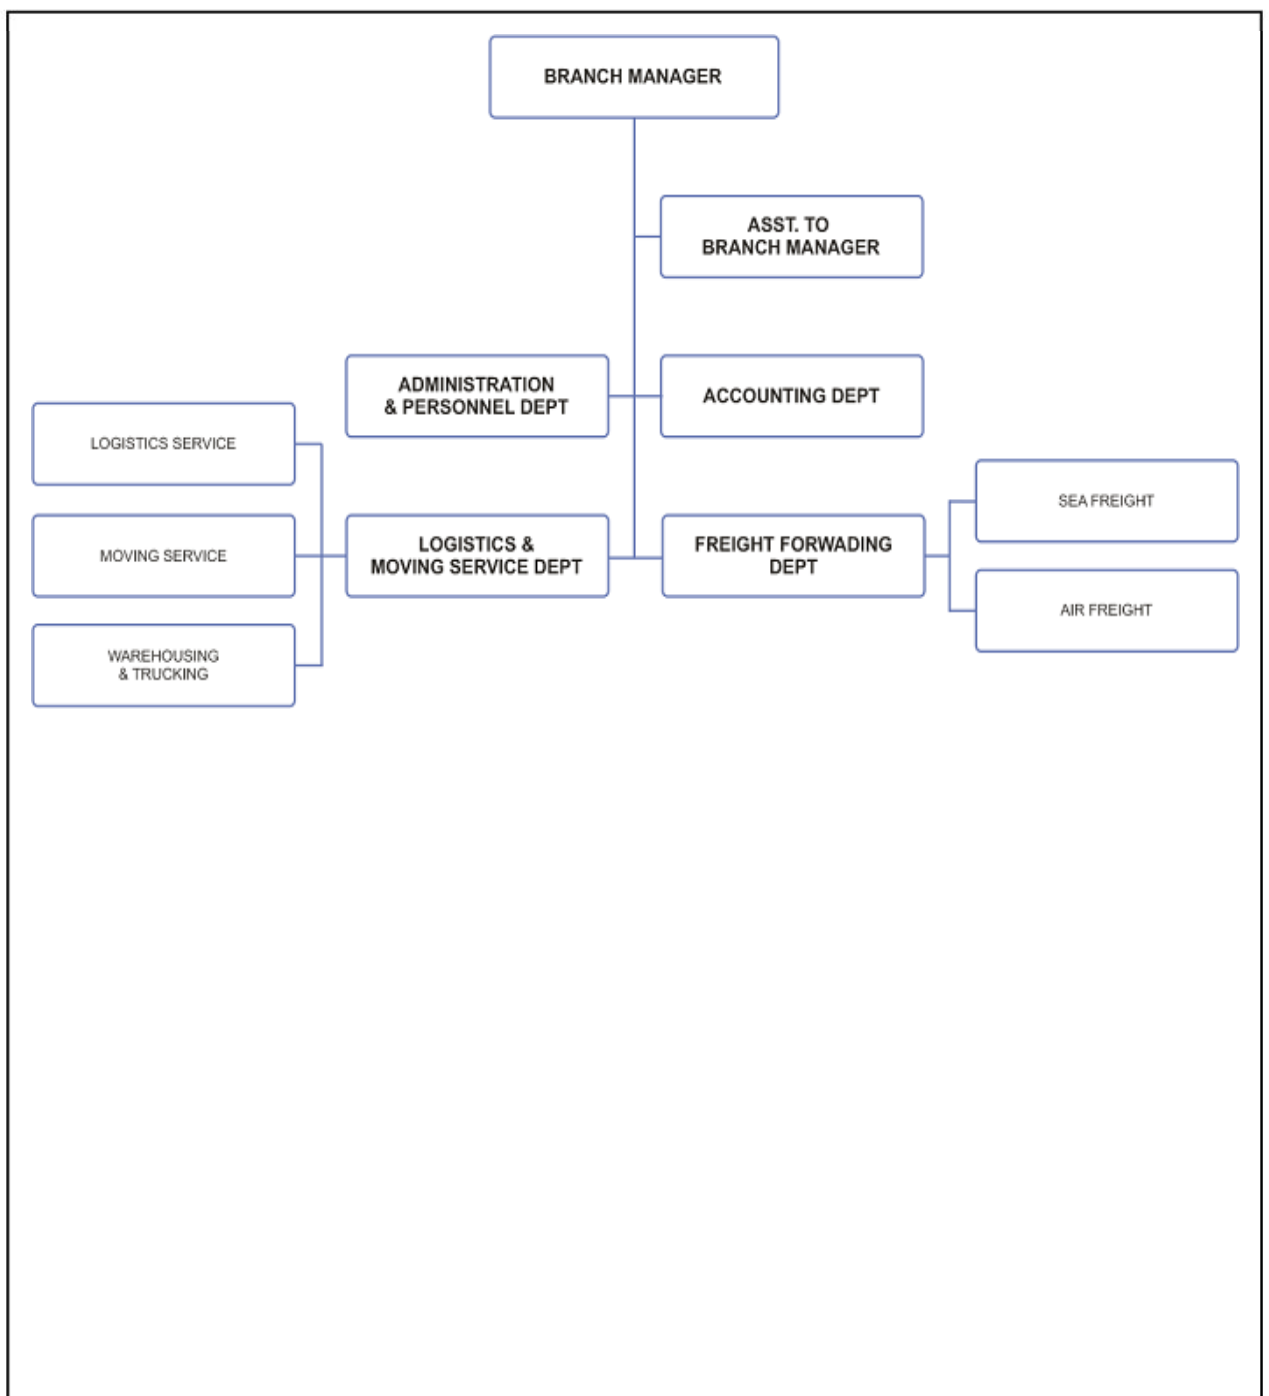 BRANCH MANAGER
ASST. TO
BRANCH MANAGER
ADMINISTRATION
& PERSONNEL DEPT
ACCOUNTING DEPT
LOGISTICS SERVICE
MOVING SERVICE
WAREHOUSING
& TRUCKING
LOGISTICS &
MOVING SERVICE DEPT
FREIGHT FORWADING
DEPT
SEA FREIGHT
AIR FREIGHT